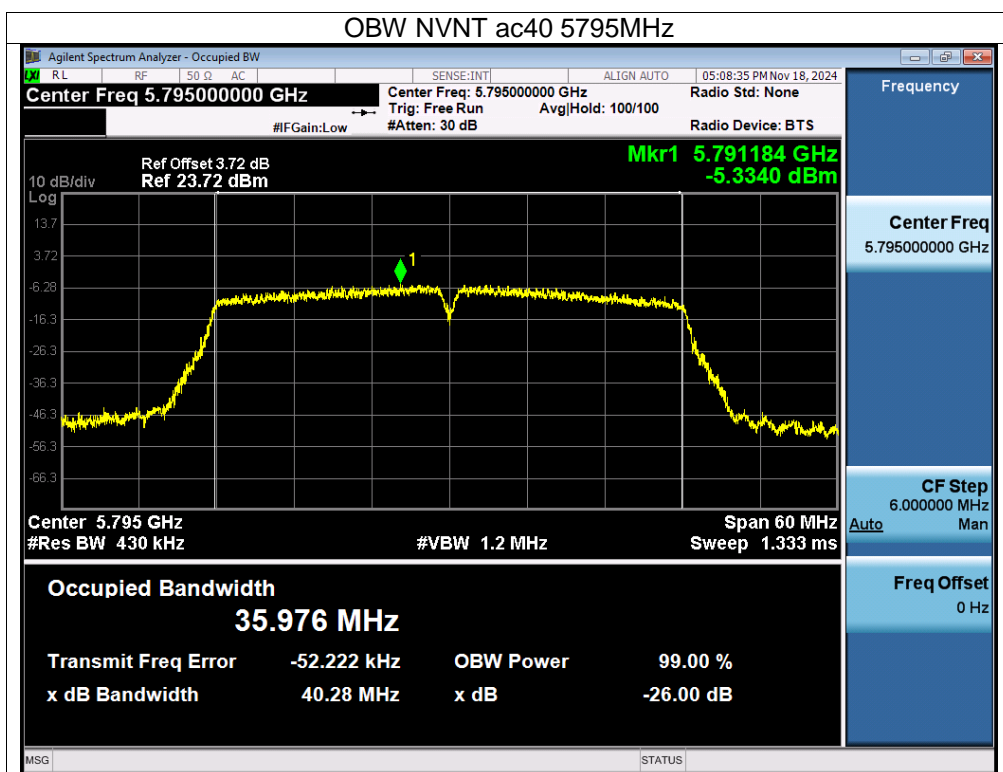 OBW NVNT ac40 5795MHz
Agilent Spectrum Analyzer - Occupied BW
LXI RL RF 50 Ω AC SENSE:INT ALIGN AUTO 05:08:35 PM Nov 18, 2024
Center Freq 5.795000000 GHz
Center Freq: 5.795000000 GHz
Radio Std: None
Trig: Free Run Avg|Hold: 100/100
#IFGain:Low #Atten: 30 dB
Radio Device: BTS
Mkr1 5.791184 GHz
-5.3340 dBm
Ref Offset 3.72 dB
10 dB/div Ref 23.72 dBm
Log
13.7
3.72
1
-6.28
-16.3
-26.3
-36.3
-46.3
-56.3
-66.3
Center 5.795 GHz Span 60 MHz
#Res BW 430 kHz #VBW 1.2 MHz Sweep 1.333 ms
Occupied Bandwidth
35.976 MHz
Transmit Freq Error -52.222 kHz OBW Power 99.00 %
x dB Bandwidth 40.28 MHz x dB -26.00 dB
MSG STATUS
Frequency
Center Freq
5.795000000 GHz
CF Step
6.000000 MHz
Auto Man
Freq Offset
0 Hz